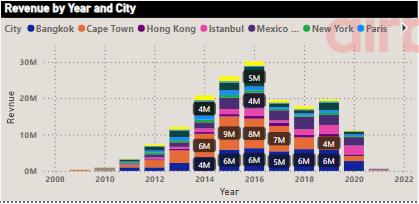 Revenue by Year and City
City Bangkok Cape Town Hong Kong Istanbul Mexico ... New York Paris
30M
20M
10M
0M
Revnue
4M 6M 4M
9M 6M
5M 4M 8M 6M
7M 5M
6M
4M 6M
2008 2010 2012 2014 2016 2018 2020 2022
Year